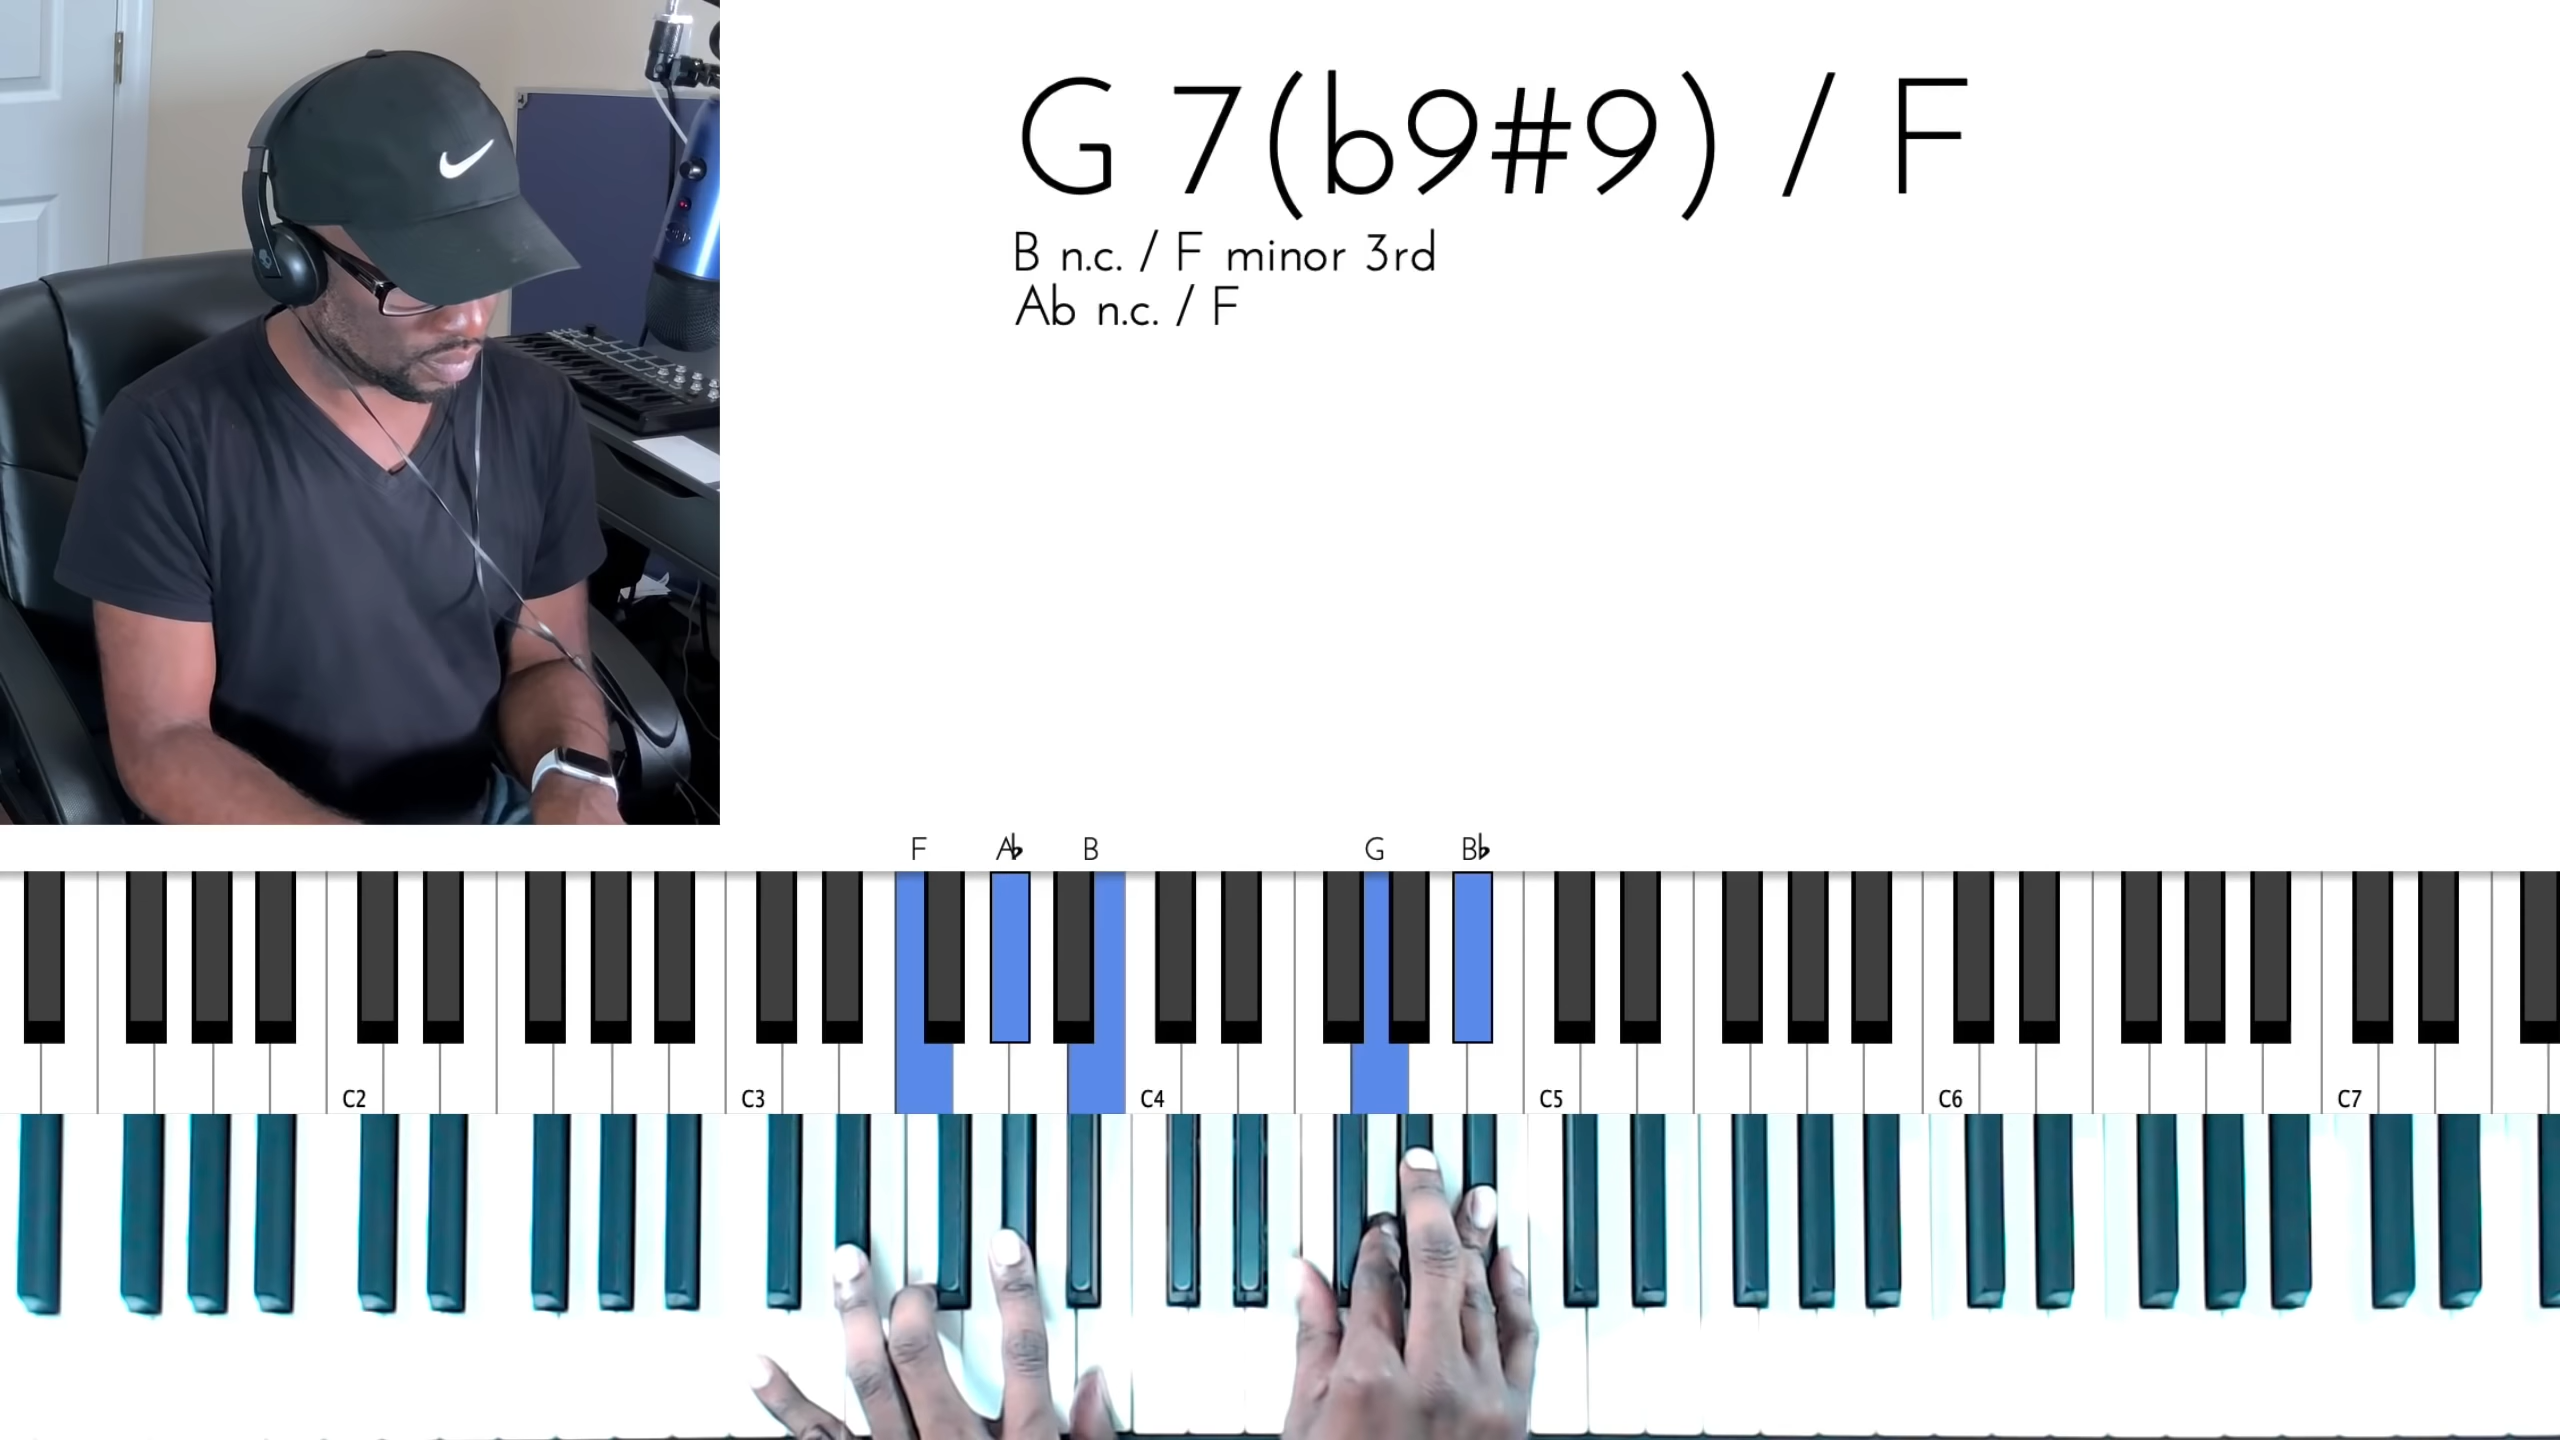 G 7(b9#9) / F
B n.c. / F minor 3rd
Ab n.c. / F
F A♭ B G B♭
C2 C3 C4 C5 C6 C7